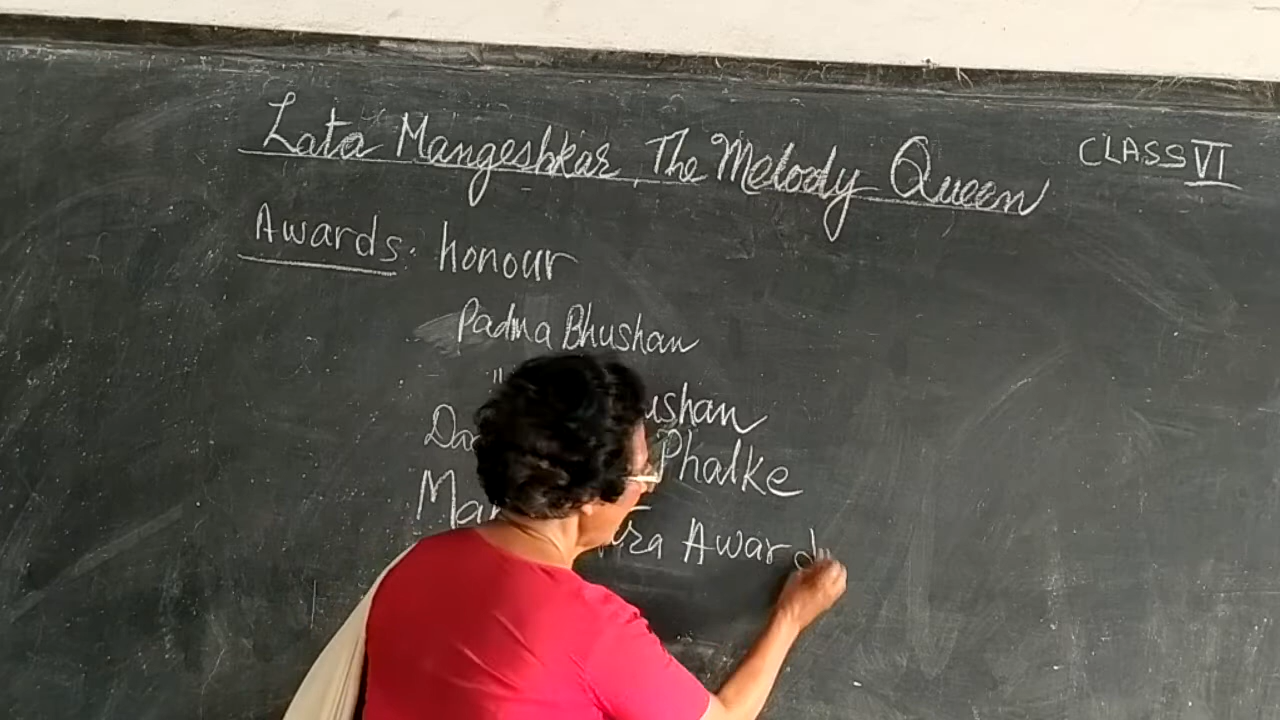 Lata Mangeshkar, The Melody Queen
CLASS VI
Awards: honour
Padma Bhushan
Phalke
Award